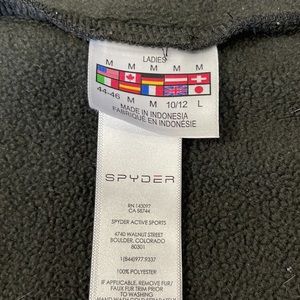 LADIES
M M M M M
44-46 M M 10/12 L
MADE IN INDONESIA
FABRIQUE EN INDONÉSIE
SPYDER
RN 143097
CA 58744
SPYDER ACTIVE SPORTS
4740 WALNUT STREET
BOULDER, COLORADO
80301
1(844)977.9337
100% POLYESTER
IF APPLICABLE, REMOVE FUR/
FAUX FUR TRIM PRIOR TO
WASHING